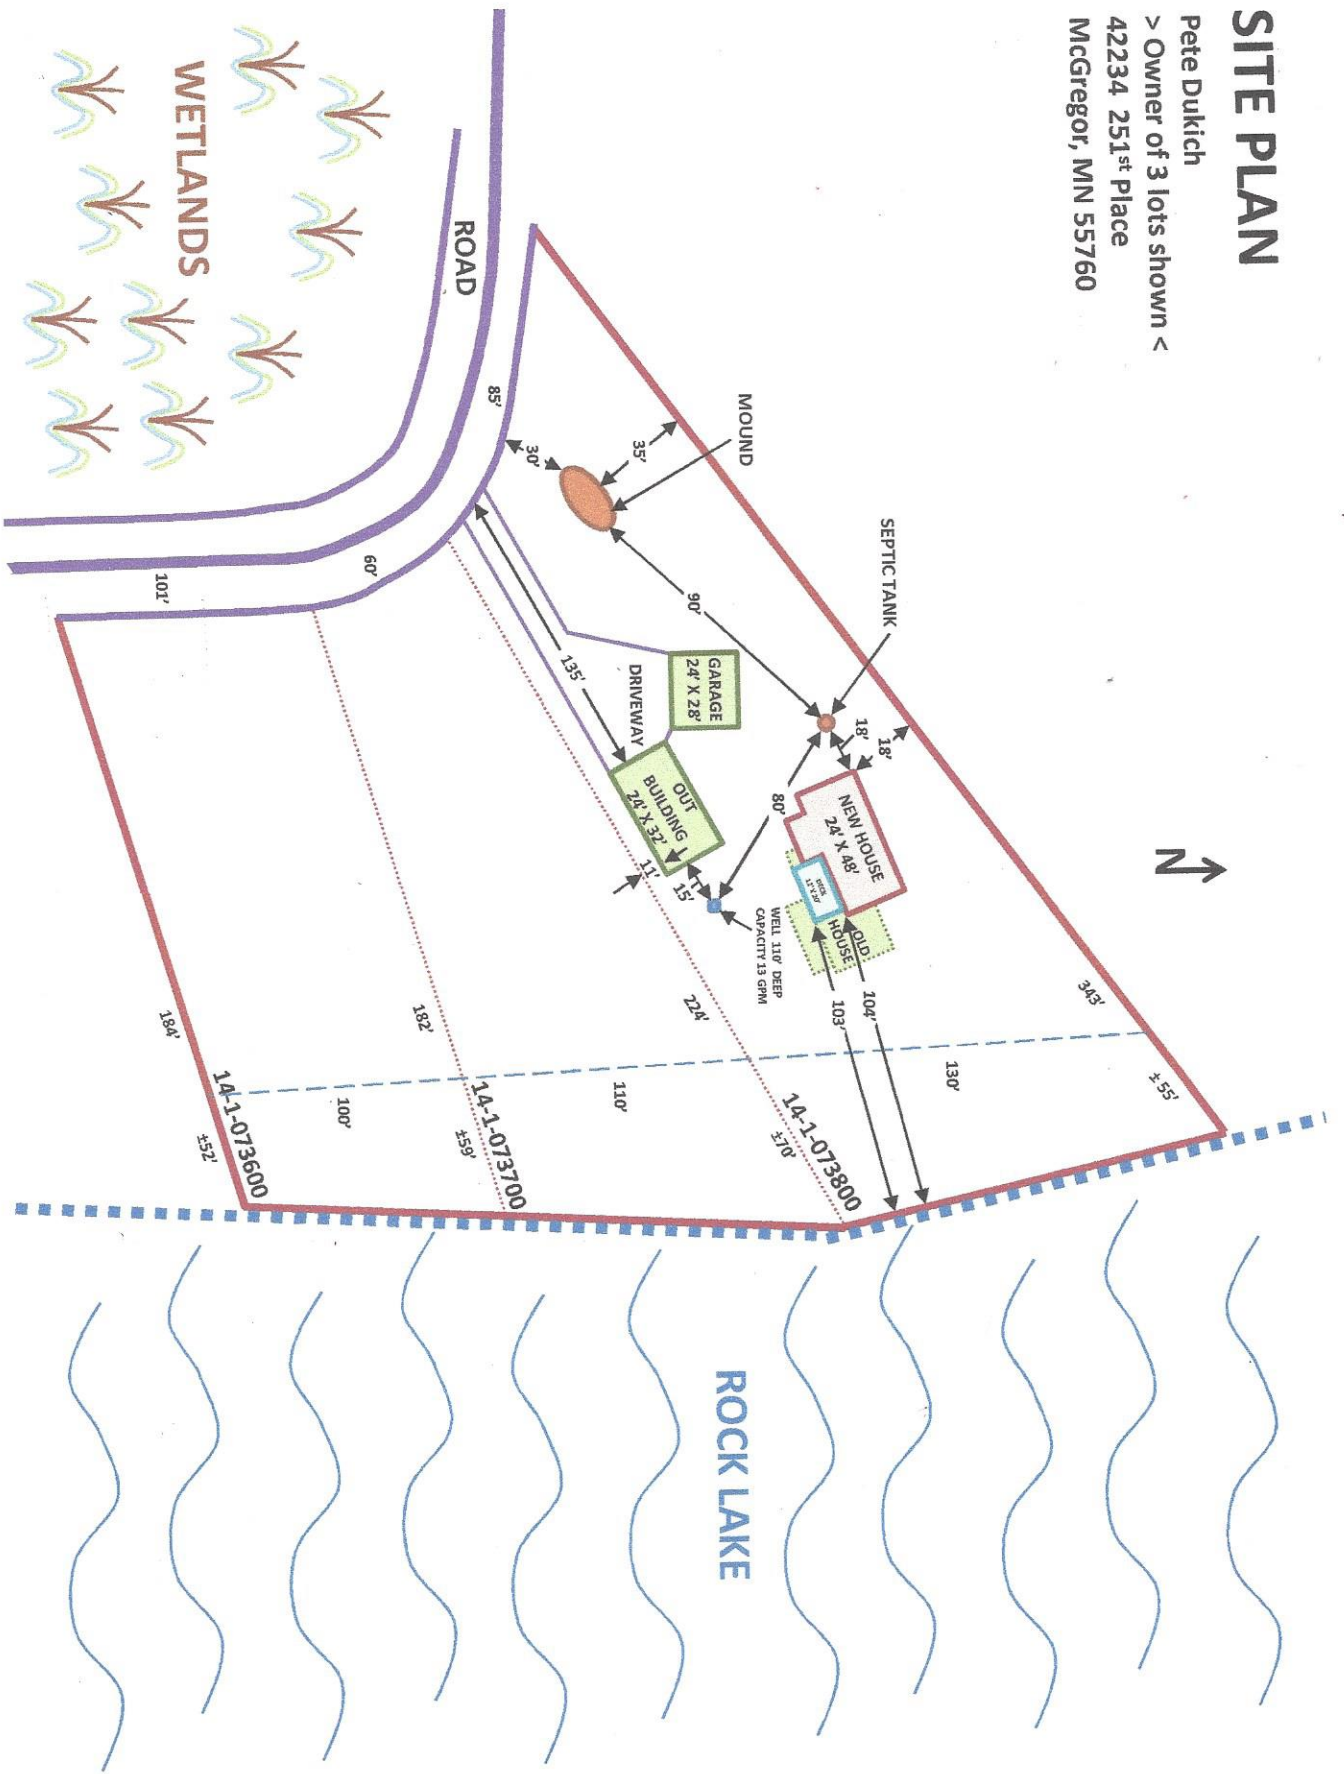 SITE PLAN
Pete Dukich
> Owner of 3 lots shown <
42234 251st Place
McGregor, MN 55760
N
WETLANDS
ROAD
85'
60'
101'
MOUND
35'
30'
90'
SEPTIC TANK
18'
18'
80'
GARAGE
24' X 28'
DRIVEWAY
135'
OUT
BUILDING
24' X 32'
11'
15'
NEW HOUSE
24' X 48'
DECK
12' X 20'
OLD
HOUSE
WELL 110' DEEP
CAPACITY 13 GPM
104'
103'
343'
± 55'
130'
224'
±70'
14-1-073800
110'
182'
±59'
14-1-073700
100'
184'
±52'
14-1-073600
ROCK LAKE